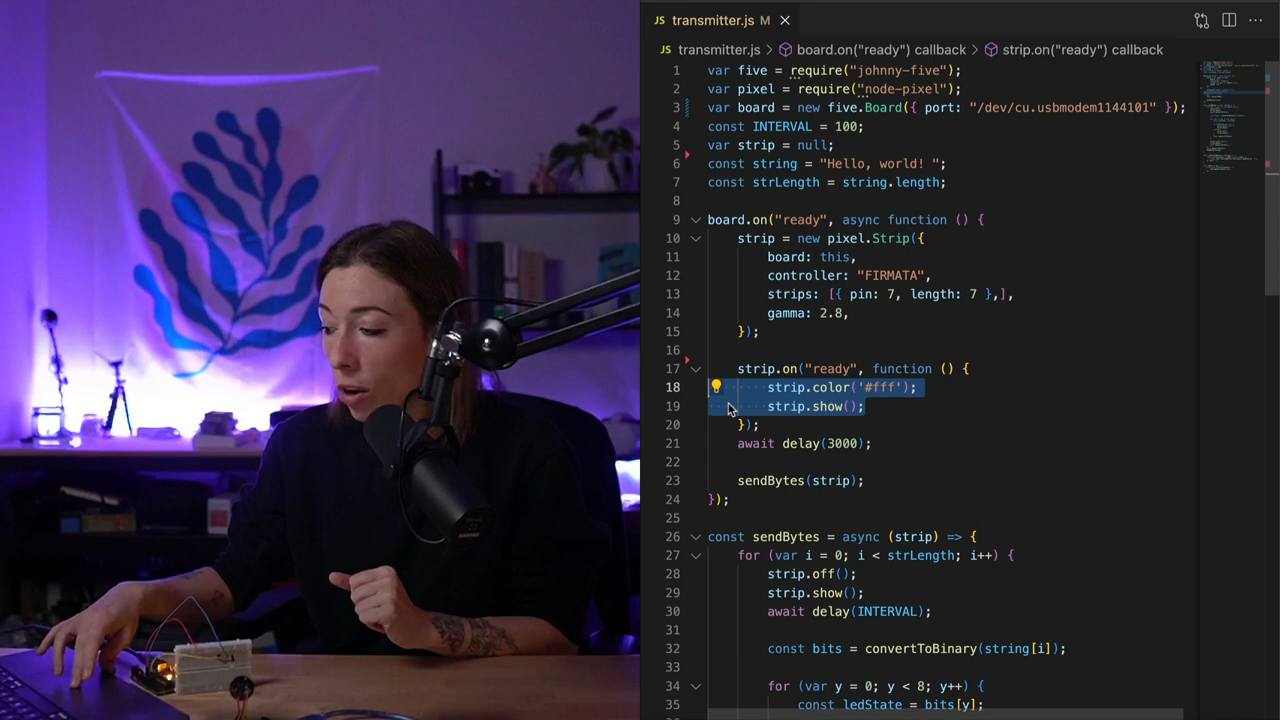 JS transmitter.js M
JS transmitter.js > board.on("ready") callback > strip.on("ready") callback
1 var five = require("johnny-five");
2 var pixel = require("node-pixel");
3 var board = new five.Board({ port: "/dev/cu.usbmodem1144101" });
4 const INTERVAL = 100;
5 var strip = null;
6 const string = "Hello, world! ";
7 const strLength = string.length;
8
9 board.on("ready", async function () {
10 strip = new pixel.Strip({
11 board: this,
12 controller: "FIRMATA",
13 strips: [{ pin: 7, length: 7 },],
14 gamma: 2.8,
15 });
16
17 strip.on("ready", function () {
18 strip.color('#fff');
19 strip.show();
20 });
21 await delay(3000);
22
23 sendBytes(strip);
24 });
25
26 const sendBytes = async (strip) => {
27 for (var i = 0; i < strLength; i++) {
28 strip.off();
29 strip.show();
30 await delay(INTERVAL);
31
32 const bits = convertToBinary(string[i]);
33
34 for (var y = 0; y < 8; y++) {
35 const ledState = bits[y];